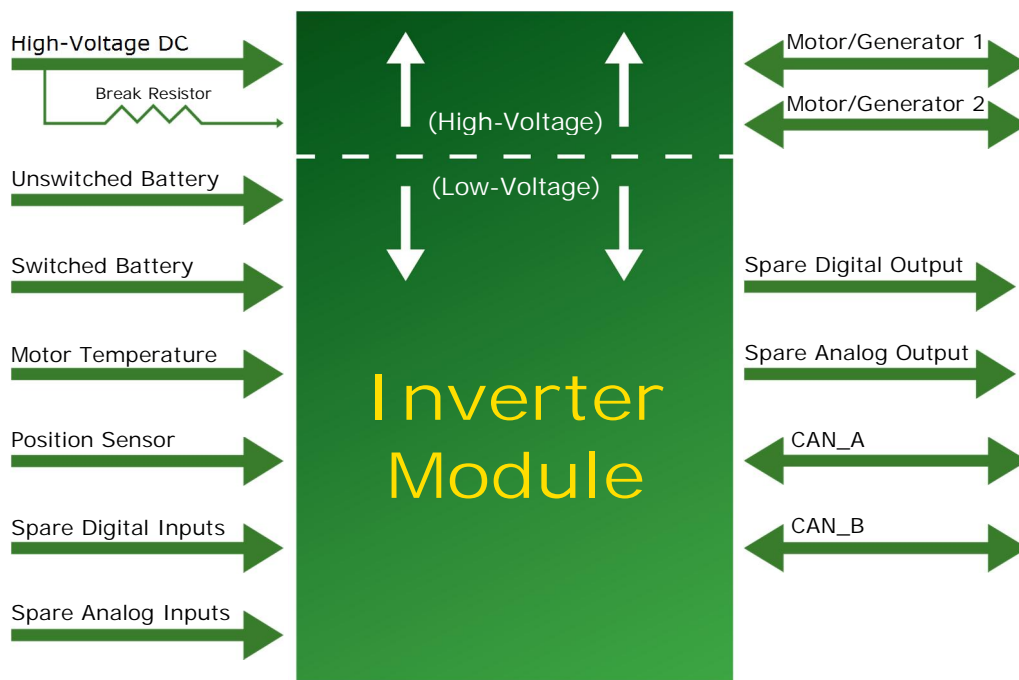 High-Voltage DC
Break Resistor
Unswitched Battery
Switched Battery
Motor Temperature
Position Sensor
Spare Digital Inputs
Spare Analog Inputs
(High-Voltage)
(Low-Voltage)
Inverter
Module
Motor/Generator 1
Motor/Generator 2
Spare Digital Output
Spare Analog Output
CAN_A
CAN_B